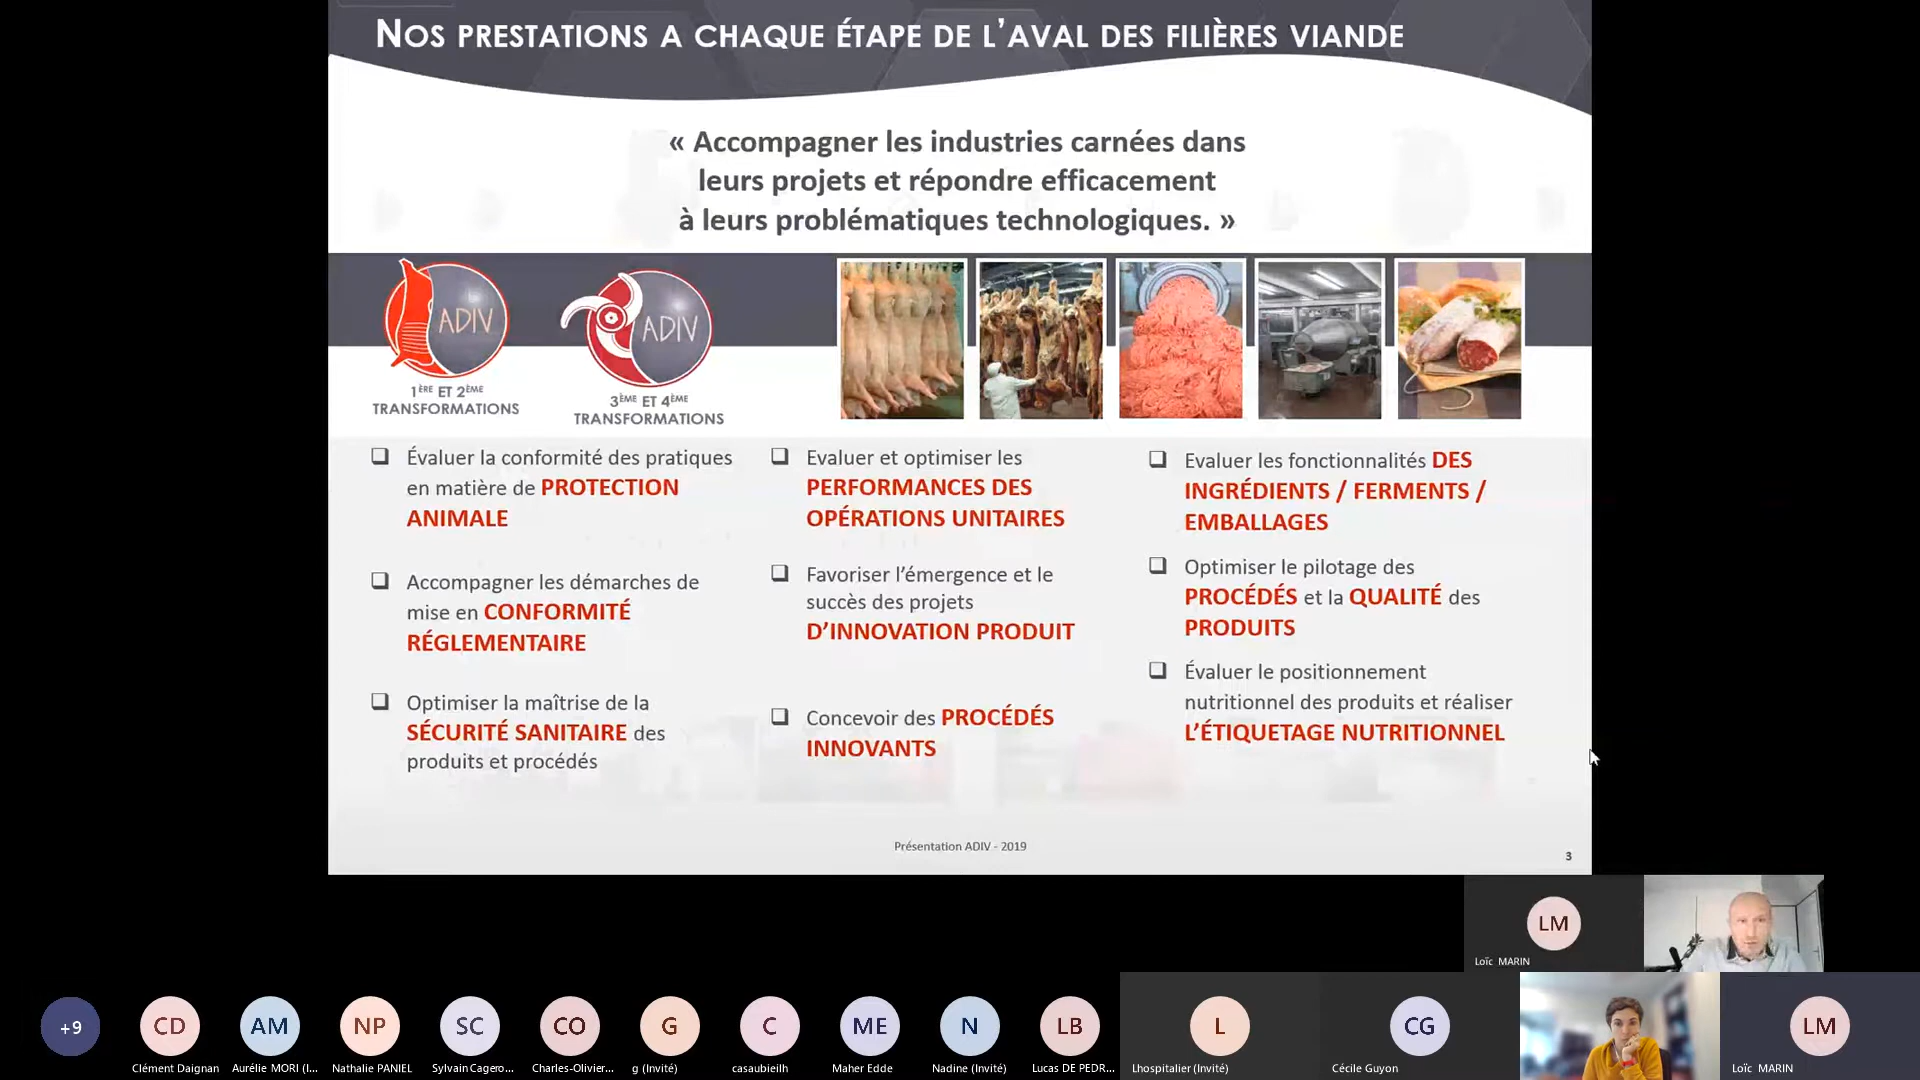 NOS PRESTATIONS A CHAQUE ÉTAPE DE L'AVAL DES FILIÈRES VIANDE
« Accompagner les industries carnées dans
leurs projets et répondre efficacement
à leurs problématiques technologiques. »
ADIV
1ÈRE ET 2ÈME
TRANSFORMATIONS
ADIV
3ÈME ET 4ÈME
TRANSFORMATIONS
Évaluer la conformité des pratiques
en matière de PROTECTION
ANIMALE
Accompagner les démarches de
mise en CONFORMITÉ
RÉGLEMENTAIRE
Optimiser la maîtrise de la
SÉCURITÉ SANITAIRE des
produits et procédés
Evaluer et optimiser les
PERFORMANCES DES
OPÉRATIONS UNITAIRES
Favoriser l'émergence et le
succès des projets
D'INNOVATION PRODUIT
Concevoir des PROCÉDÉS
INNOVANTS
Evaluer les fonctionnalités DES
INGRÉDIENTS / FERMENTS /
EMBALLAGES
Optimiser le pilotage des
PROCÉDÉS et la QUALITÉ des
PRODUITS
Évaluer le positionnement
nutritionnel des produits et réaliser
L'ÉTIQUETAGE NUTRITIONNEL
Présentation ADIV - 2019
3
LM
Loïc MARIN
+9
CD
Clément Daignan
AM
Aurélie MORI (I...
NP
Nathalie PANIEL
SC
Sylvain Cagero...
CO
Charles-Olivier...
G
g (Invité)
C
casaubieilh
ME
Maher Edde
N
Nadine (Invité)
LB
Lucas DE PEDR...
L
Lhospitalier (Invité)
CG
Cécile Guyon
LM
Loïc MARIN